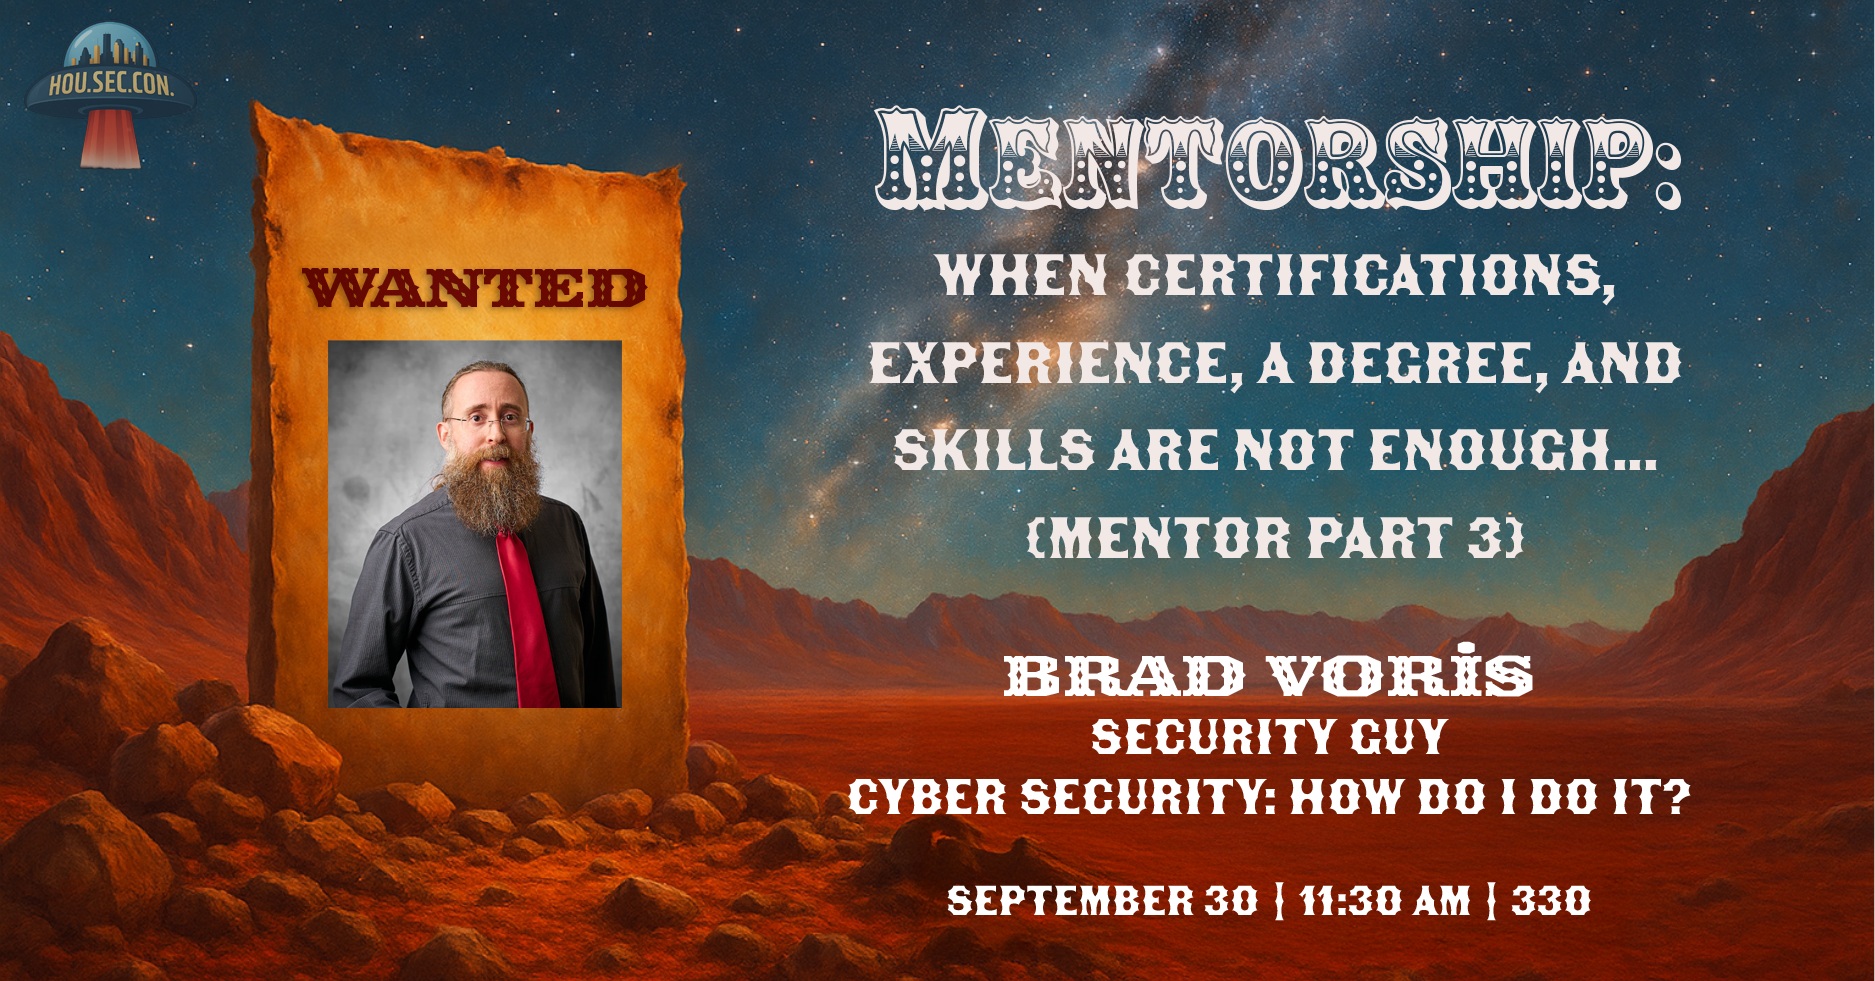 HOU.SEC.CON.
WANTED
MENTORSHIP:
WHEN CERTIFICATIONS,
EXPERIENCE, A DEGREE, AND
SKILLS ARE NOT ENOUGH...
(MENTOR PART 3)
BRAD VORIS
SECURITY GUY
CYBER SECURITY: HOW DO I DO IT?
SEPTEMBER 30 | 11:30 AM | 330